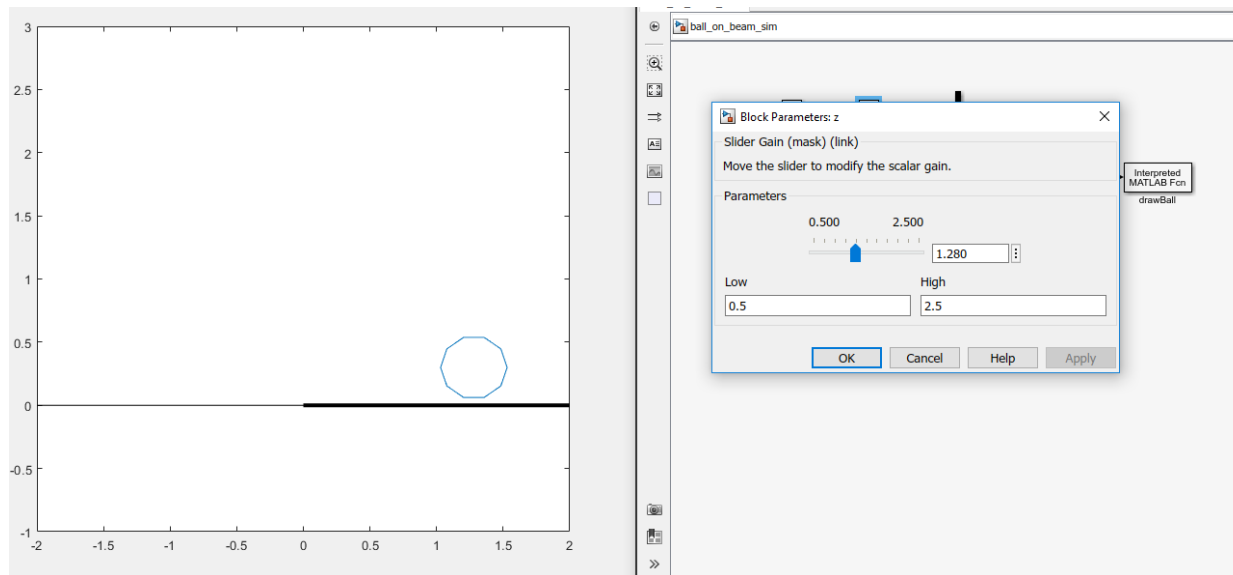 3
2.5
2
1.5
1
0.5
0
-0.5
-1
-2
-1.5
-1
-0.5
0
0.5
1
1.5
2
ball_on_beam_sim
Block Parameters: z
Slider Gain (mask) (link)
Move the slider to modify the scalar gain.
Parameters
0.500 2.500
1.280
Low High
0.5 2.5
OK Cancel Help Apply
Interpreted
MATLAB Fcn
drawBall